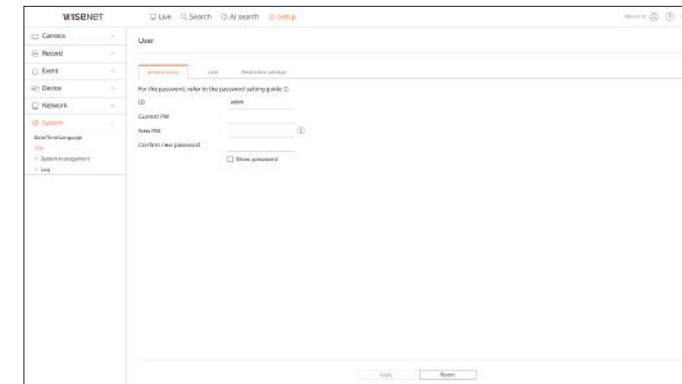 WISENET
Live Search AI search Setup
Camera
Record
Event
Device
Network
System
Date/Time/Language
User
System management
Log
User
Administrator User Restriction settings
For the password, refer to the password setting guide
ID admin
Current PW
New PW
Confirm new password
Show password
Apply Revert